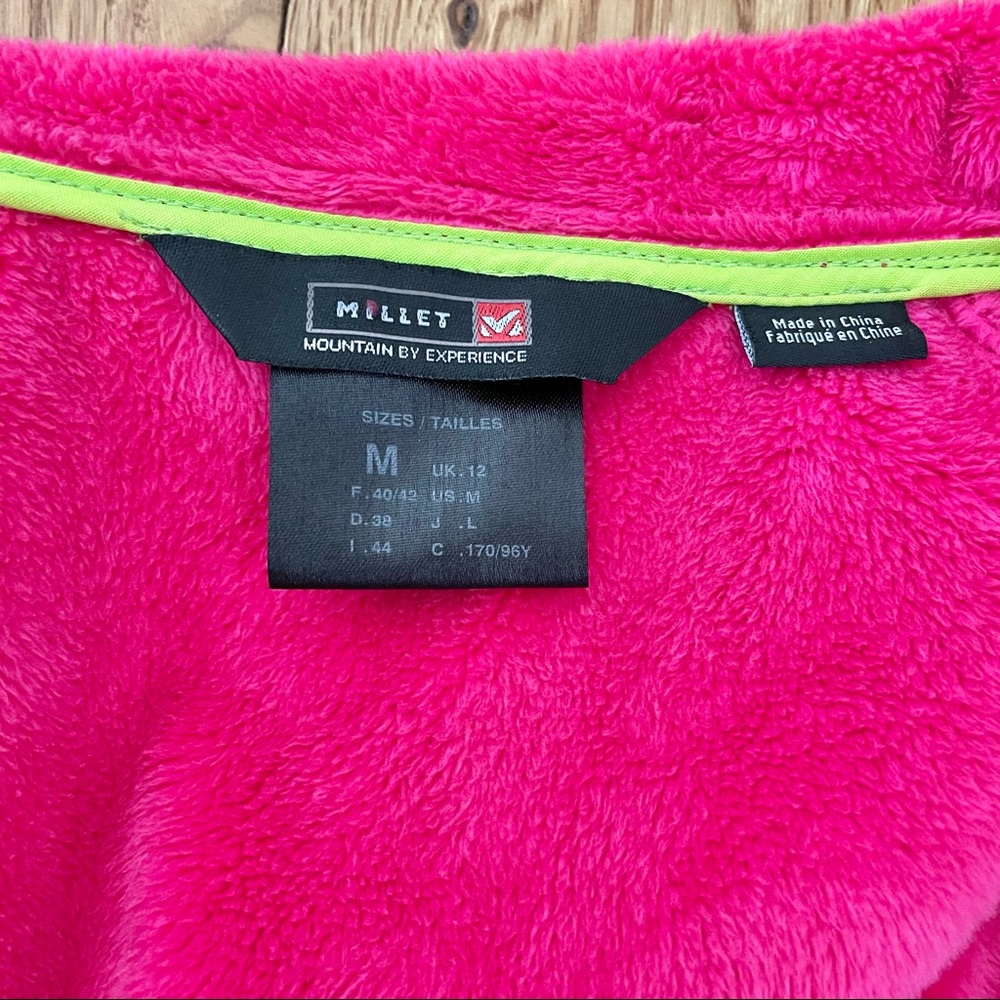 MILLET
MOUNTAIN BY EXPERIENCE
Made in China
Fabriqué en Chine
SIZES / TAILLES
M UK.12
F.40/42 US.M
D.38 J .L
I .44 C .170/96Y